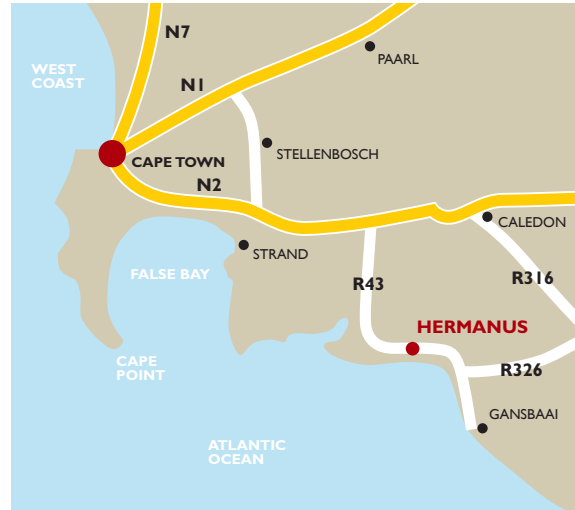 N7
WEST
COAST
PAARL
N1
STELLENBOSCH
CAPE TOWN
N2
CALEDON
STRAND
FALSE BAY
R43
R316
HERMANUS
CAPE
POINT
R326
GANSBAAI
ATLANTIC
OCEAN